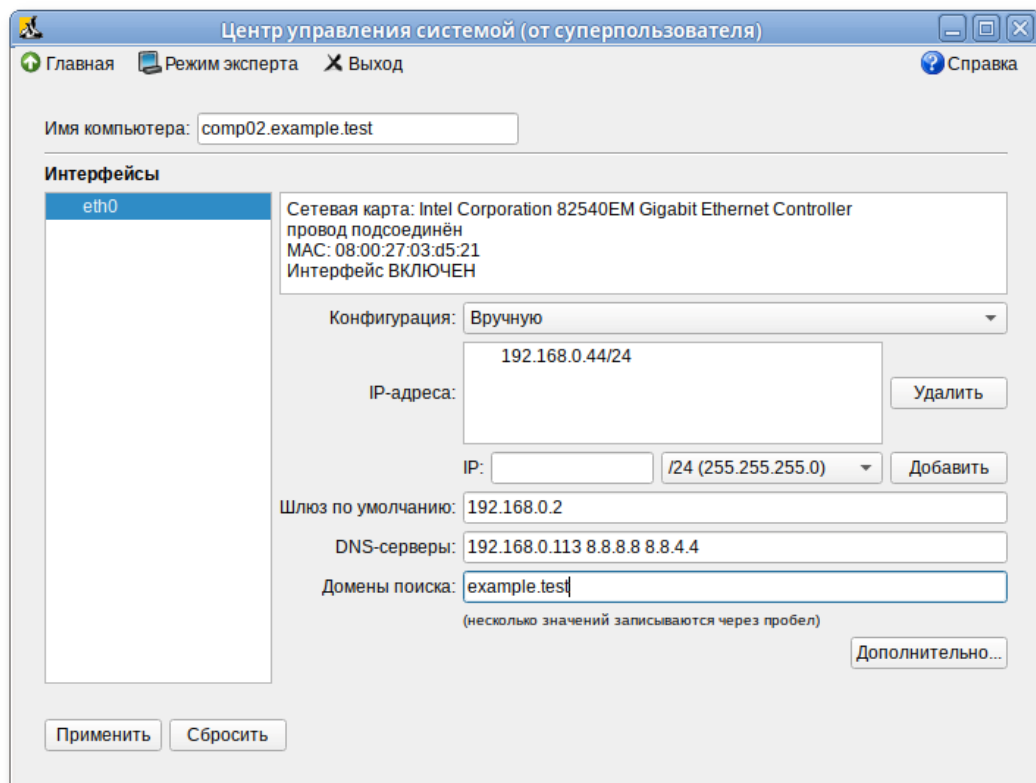 Центр управления системой (от суперпользователя)
Главная Режим эксперта Выход Справка
Имя компьютера: comp02.example.test
Интерфейсы
eth0
Сетевая карта: Intel Corporation 82540EM Gigabit Ethernet Controller
провод подсоединён
MAC: 08:00:27:03:d5:21
Интерфейс ВКЛЮЧЕН
Конфигурация: Вручную
IP-адреса: 192.168.0.44/24 Удалить
IP: /24 (255.255.255.0) Добавить
Шлюз по умолчанию: 192.168.0.2
DNS-серверы: 192.168.0.113 8.8.8.8 8.8.4.4
Домены поиска: example.test
(несколько значений записываются через пробел)
Дополнительно...
Применить Сбросить